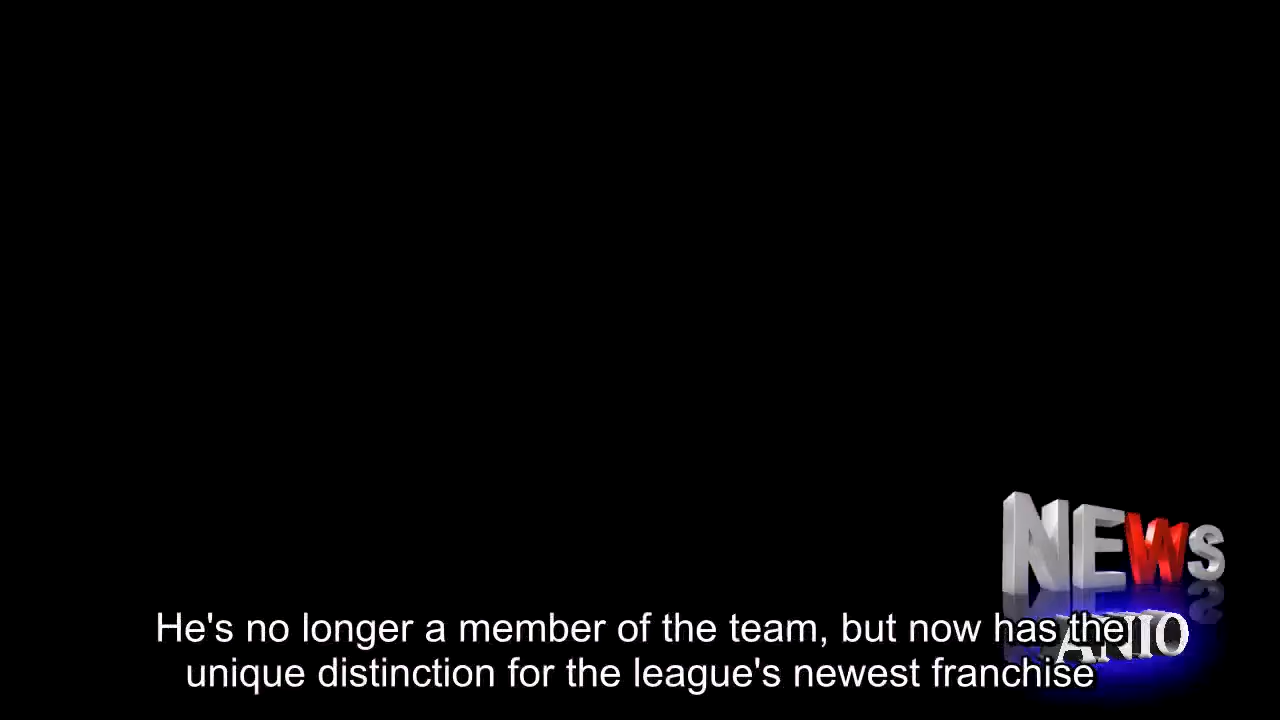 NEWS
ANIO
He's no longer a member of the team, but now has the
unique distinction for the league's newest franchise